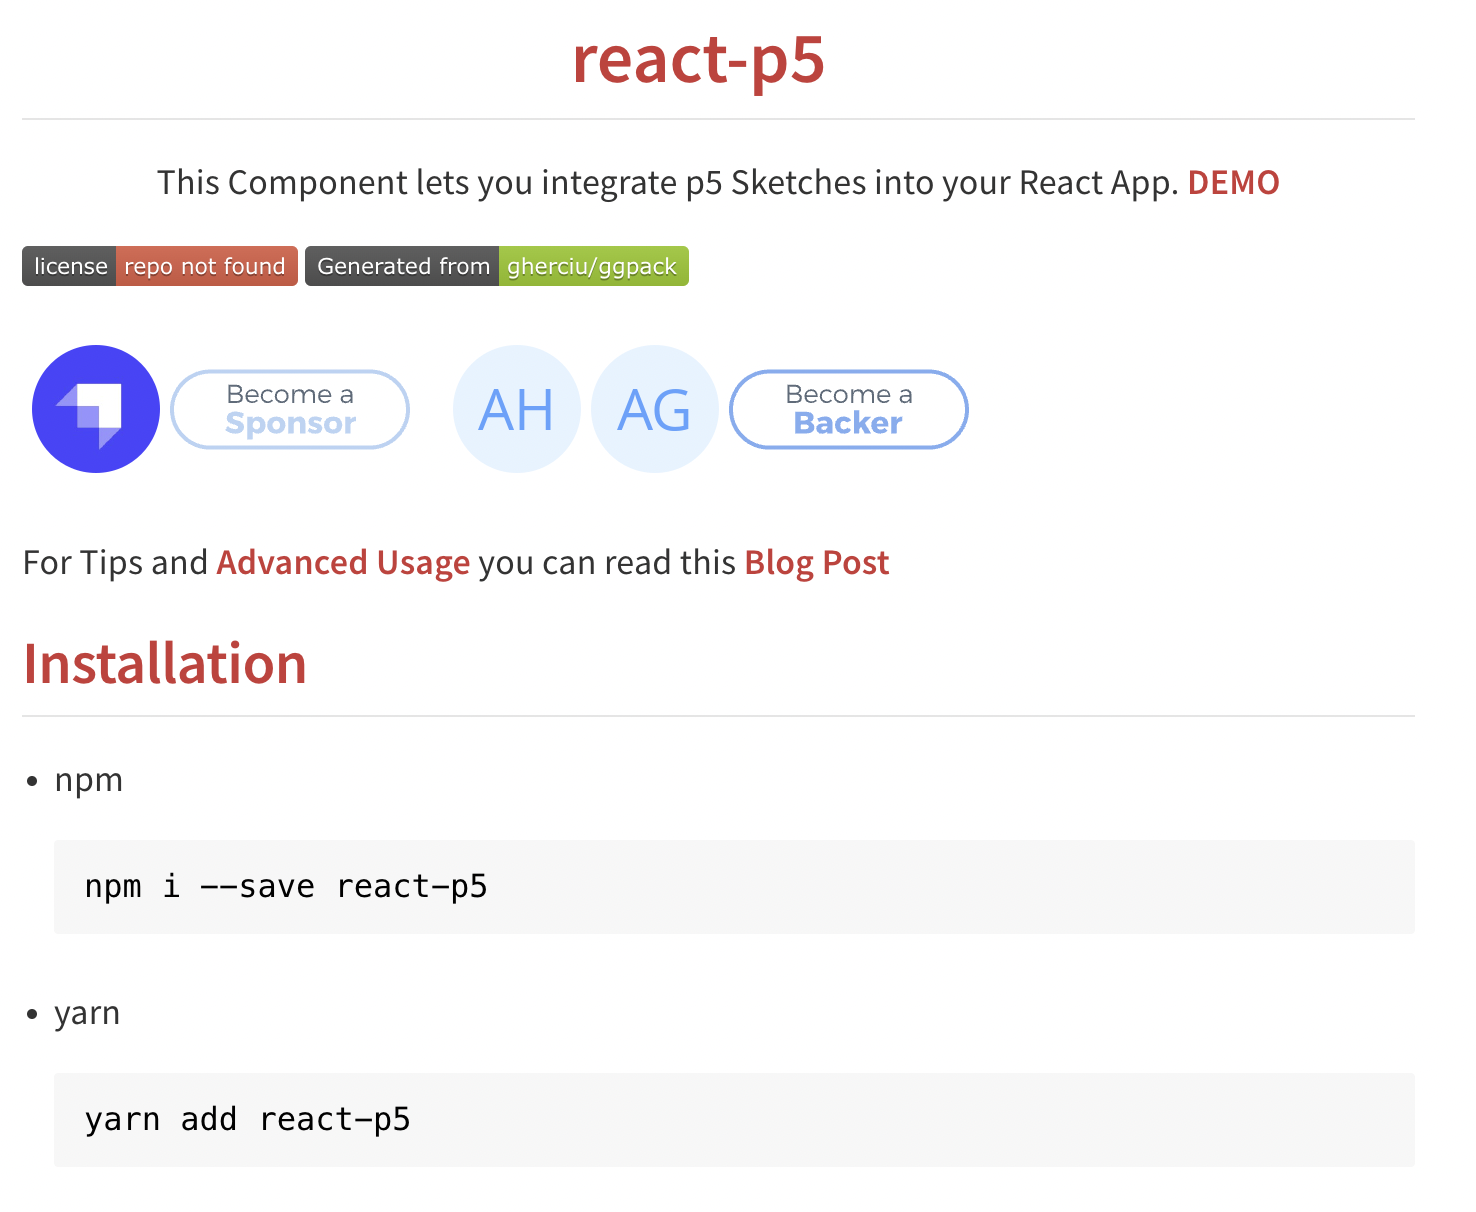 react-p5
This Component lets you integrate p5 Sketches into your React App. DEMO
license repo not found Generated from gherciu/ggpack
Become a
Sponsor
AH AG
Become a
Backer
For Tips and Advanced Usage you can read this Blog Post
Installation
• npm
npm i --save react-p5
• yarn
yarn add react-p5